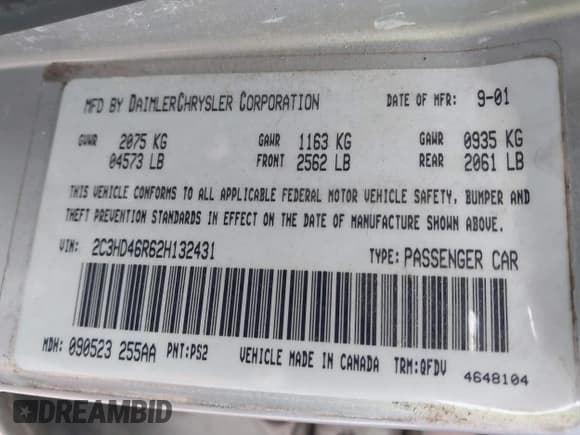 MFD BY DAIMLERCHRYSLER CORPORATION DATE OF MFR: 9-01
GVWR 2075 KG GAWR 1163 KG GAWR 0935 KG
04573 LB FRONT 2562 LB REAR 2061 LB
THIS VEHICLE CONFORMS TO ALL APPLICABLE FEDERAL MOTOR VEHICLE SAFETY, BUMPER AND
THEFT PREVENTION STANDARDS IN EFFECT ON THE DATE OF MANUFACTURE SHOWN ABOVE.
VIN: 2C3HD46R62H132431 TYPE: PASSENGER CAR
MDH: 090523 255AA PNT:PS2 VEHICLE MADE IN CANADA TRM:QFDV
4648104
DREAMBID